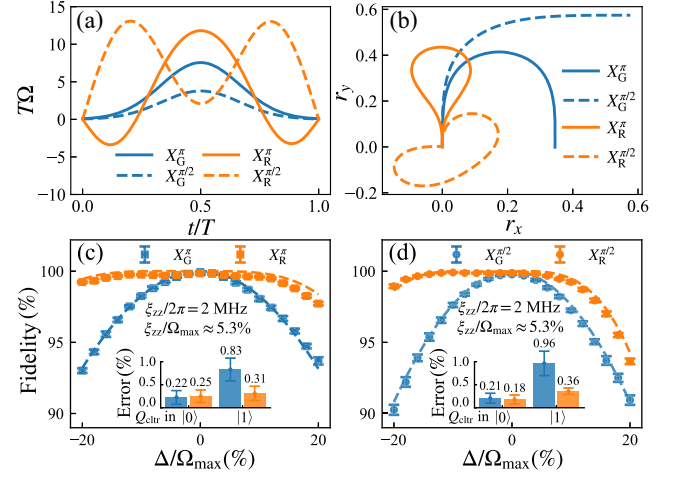 (a)
15
10
5
0
−5
−10
TΩ
X_G^π
X_R^π
X_G^{π/2}
X_R^{π/2}
0.0
0.5
1.0
t/T
(b)
0.6
0.4
0.2
0.0
−0.2
r_y
X_G^π
X_G^{π/2}
X_R^π
X_R^{π/2}
0.0
0.2
0.4
0.6
r_x
(c)
X_G^π
X_R^π
100
95
90
Fidelity (%)
ξ_zz/2π = 2 MHz
ξ_zz/Ω_max ≈ 5.3%
Error(%)
1.0
0.5
0.0
0.22
0.25
0.83
0.31
Q_cltr in |0⟩
|1⟩
−20
0
20
Δ/Ω_max(%)
(d)
X_G^{π/2}
X_R^{π/2}
100
95
90
ξ_zz/2π = 2 MHz
ξ_zz/Ω_max ≈ 5.3%
Error(%)
1.0
0.5
0.0
0.21
0.18
0.96
0.36
Q_cltr in |0⟩
|1⟩
−20
0
20
Δ/Ω_max(%)